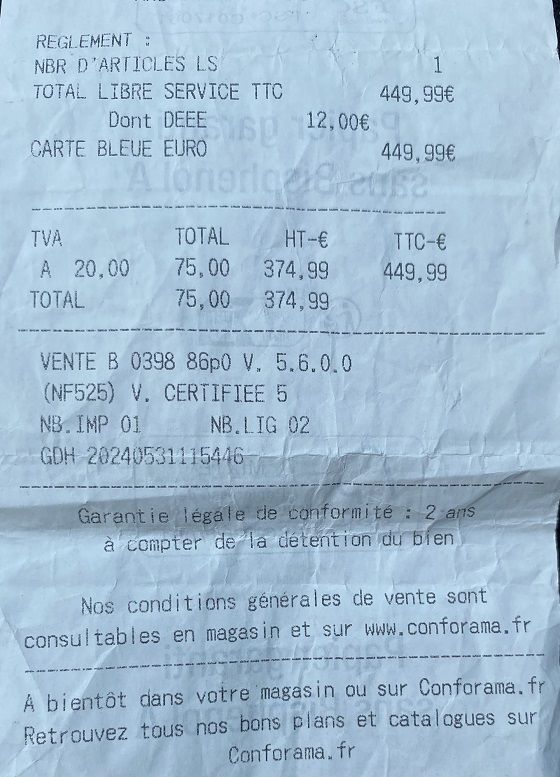 REGLEMENT :
NBR D'ARTICLES LS 1
TOTAL LIBRE SERVICE TTC 449,99€
Dont DEEE 12,00€
CARTE BLEUE EURO 449,99€
TVA TOTAL HT-€ TTC-€
A 20,00 75,00 374,99 449,99
TOTAL 75,00 374,99
VENTE B 0398 86p0 V. 5.6.0.0
(NF525) V. CERTIFIEE 5
NB.IMP 01 NB.LIG 02
GDH 20240531115446
Garantie légale de conformité : 2 ans
à compter de la détention du bien
Nos conditions générales de vente sont
consultables en magasin et sur www.conforama.fr
A bientôt dans votre magasin ou sur Conforama.fr
Retrouvez tous nos bons plans et catalogues sur
Conforama.fr